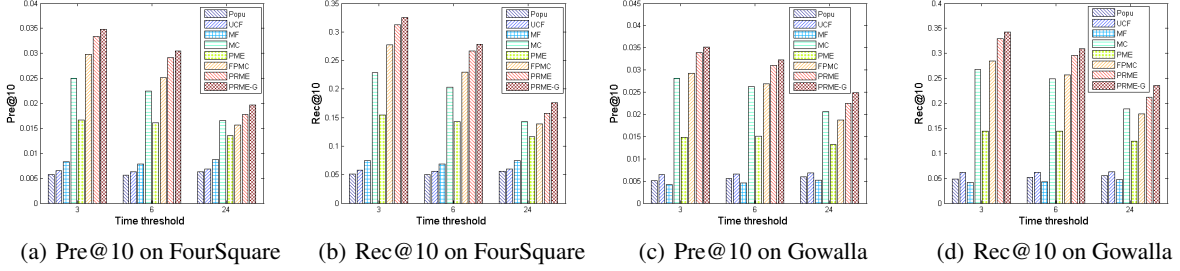 0.04
0.035
0.03
0.025
0.02
0.015
0.01
0.005
0
Pre@10
3 6 24
Time threshold
Popu
UCF
MF
MC
PME
FPMC
PRME
PRME-G
(a) Pre@10 on FourSquare
0.35
0.3
0.25
0.2
0.15
0.1
0.05
0
Rec@10
3 6 24
Time threshold
Popu
UCF
MF
MC
PME
FPMC
PRME
PRME-G
(b) Rec@10 on FourSquare
0.045
0.04
0.035
0.03
0.025
0.02
0.015
0.01
0.005
0
Pre@10
3 6 24
Time threshold
Popu
UCF
MF
MC
PME
FPMC
PRME
PRME-G
(c) Pre@10 on Gowalla
0.4
0.35
0.3
0.25
0.2
0.15
0.1
0.05
0
Rec@10
3 6 24
Time threshold
Popu
UCF
MF
MC
PME
FPMC
PRME
PRME-G
(d) Rec@10 on Gowalla